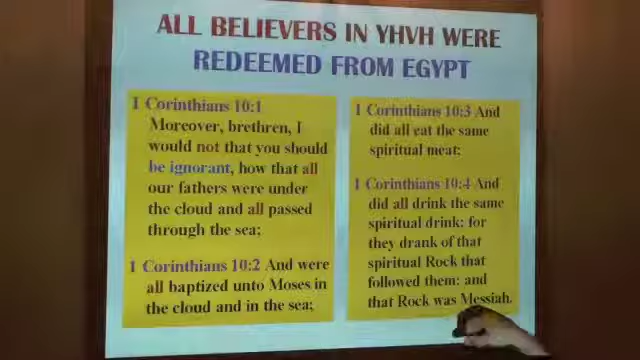 ALL BELIEVERS IN YHVH WERE
REDEEMED FROM EGYPT
1 Corinthians 10:1
Moreover, brethren, I
would not that you should
be ignorant, how that all
our fathers were under
the cloud and all passed
through the sea;
1 Corinthians 10:2 And were
all baptized unto Moses in
the cloud and in the sea;
1 Corinthians 10:3 And
did all eat the same
spiritual meat;
1 Corinthians 10:4 And
did all drink the same
spiritual drink: for
they drank of that
spiritual Rock that
followed them: and
that Rock was Messiah.